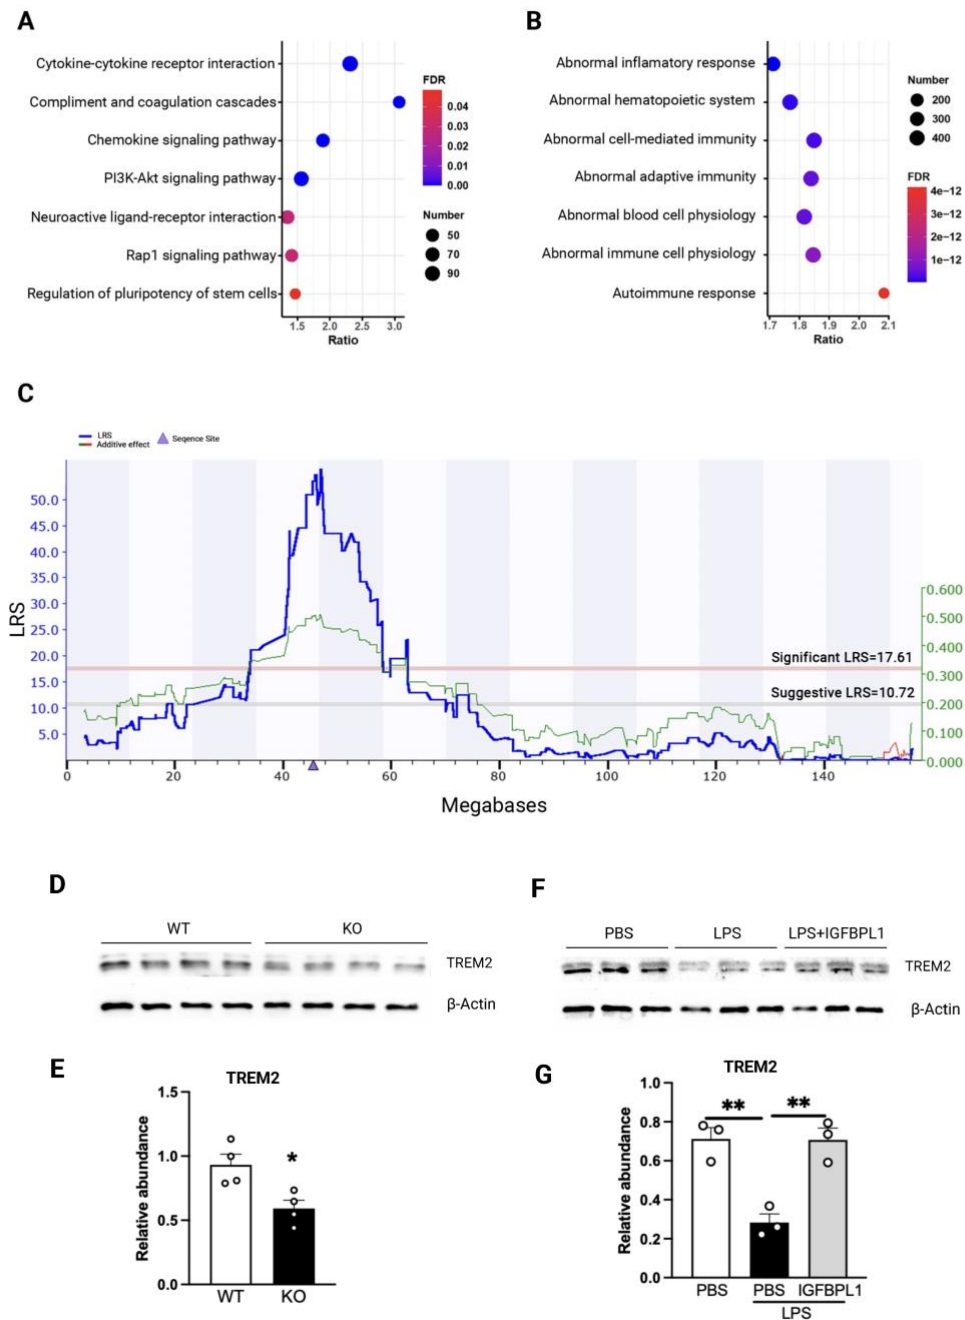 A
Cytokine-cytokine receptor interaction
Compliment and coagulation cascades
Chemokine signaling pathway
PI3K-Akt signaling pathway
Neuroactive ligand-receptor interaction
Rap1 signaling pathway
Regulation of pluripotency of stem cells
1.5 2.0 2.5 3.0
Ratio
FDR
0.04
0.03
0.02
0.01
0.00
Number
50
70
90
B
Abnormal inflamatory response
Abnormal hematopoietic system
Abnormal cell-mediated immunity
Abnormal adaptive immunity
Abnormal blood cell physiology
Abnormal immune cell physiology
Autoimmune response
1.7 1.8 1.9 2.0 2.1
Ratio
Number
200
300
400
FDR
4e-12
3e-12
2e-12
1e-12
C
LRS
Additive effect
Seqence Site
LRS
50.0
45.0
40.0
35.0
30.0
25.0
20.0
15.0
10.0
5.0
0.600
0.500
0.400
0.300
0.200
0.100
0.000
Significant LRS=17.61
Suggestive LRS=10.72
0 20 40 60 80 100 120 140
Megabases
D
WT KO
TREM2
β-Actin
F
PBS LPS LPS+IGFBPL1
TREM2
β-Actin
E
TREM2
Relative abundance
1.5
1.0
0.5
0.0
*
WT KO
G
TREM2
Relative abundance
1.0
0.8
0.6
0.4
0.2
0.0
** **
PBS PBS IGFBPL1
LPS